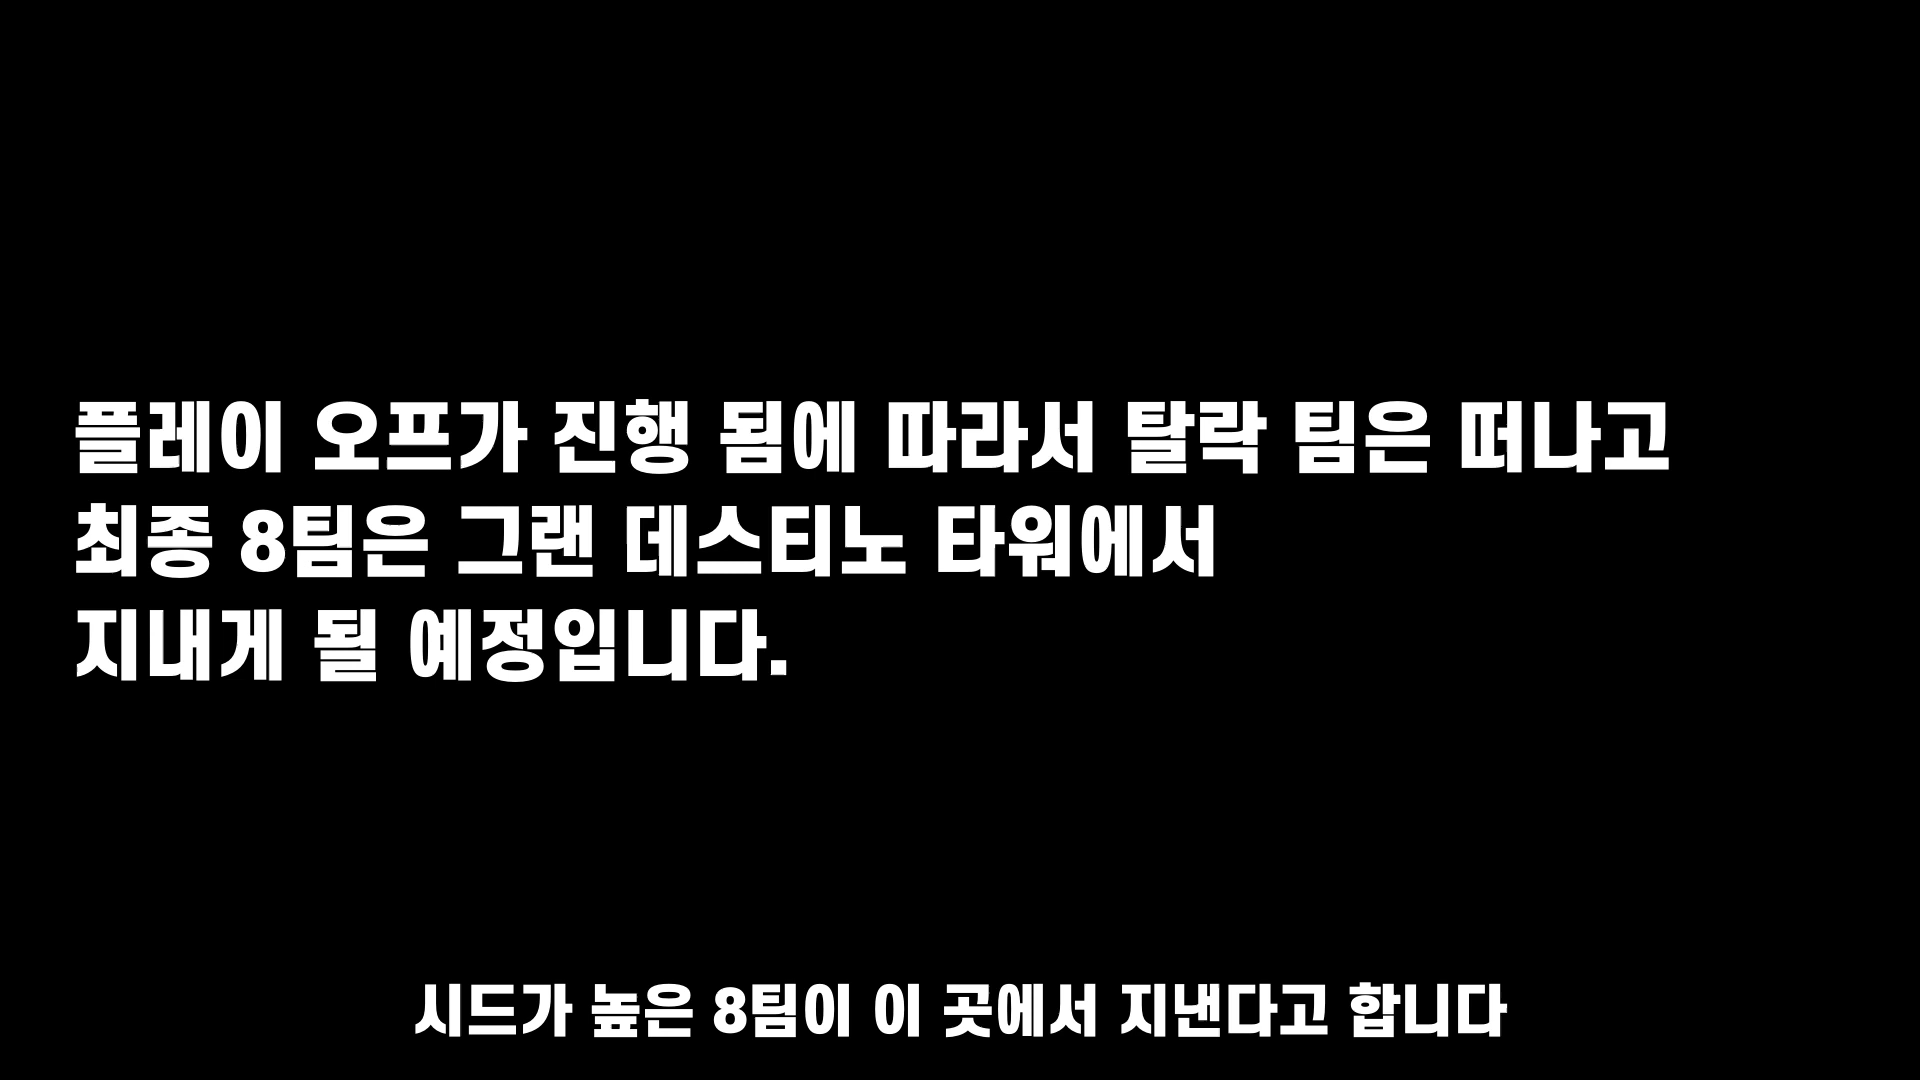 플레이 오프가 진행 됨에 따라서 탈락 팀은 떠나고
최종 8팀은 그랜 데스티노 타워에서
지내게 될 예정입니다.
시드가 높은 8팀이 이 곳에서 지낸다고 합니다